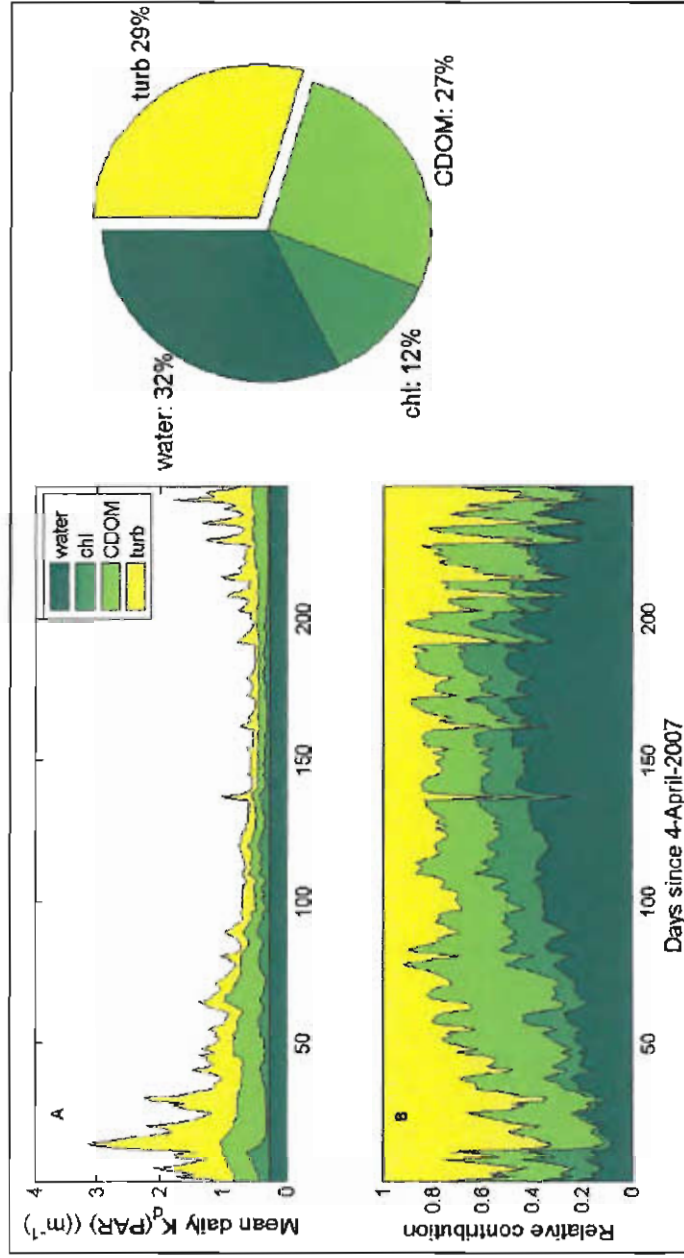 A
4
3
2
1
0
Mean daily K_d(PAR) ((m^-1)
50
100
150
200
water
chl
CDOM
turb
B
1
0.8
0.6
0.4
0.2
0
Relative contribution
50
100
150
200
Days since 4-April-2007
water: 32%
turb 29%
chl: 12%
CDOM: 27%